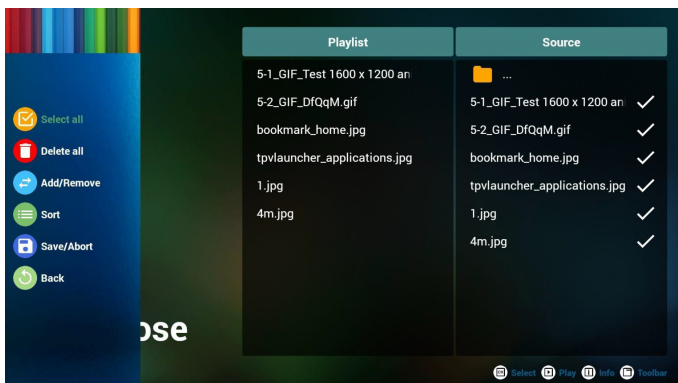 Playlist
Source
5-1_GIF_Test 1600 x 1200 an
5-2_GIF_DfQqM.gif
bookmark_home.jpg
tpvlauncher_applications.jpg
1.jpg
4m.jpg
...
5-1_GIF_Test 1600 x 1200 an
5-2_GIF_DfQqM.gif
bookmark_home.jpg
tpvlauncher_applications.jpg
1.jpg
4m.jpg
Select all
Delete all
Add/Remove
Sort
Save/Abort
Back
ose
OK Select Play Info Toolbar